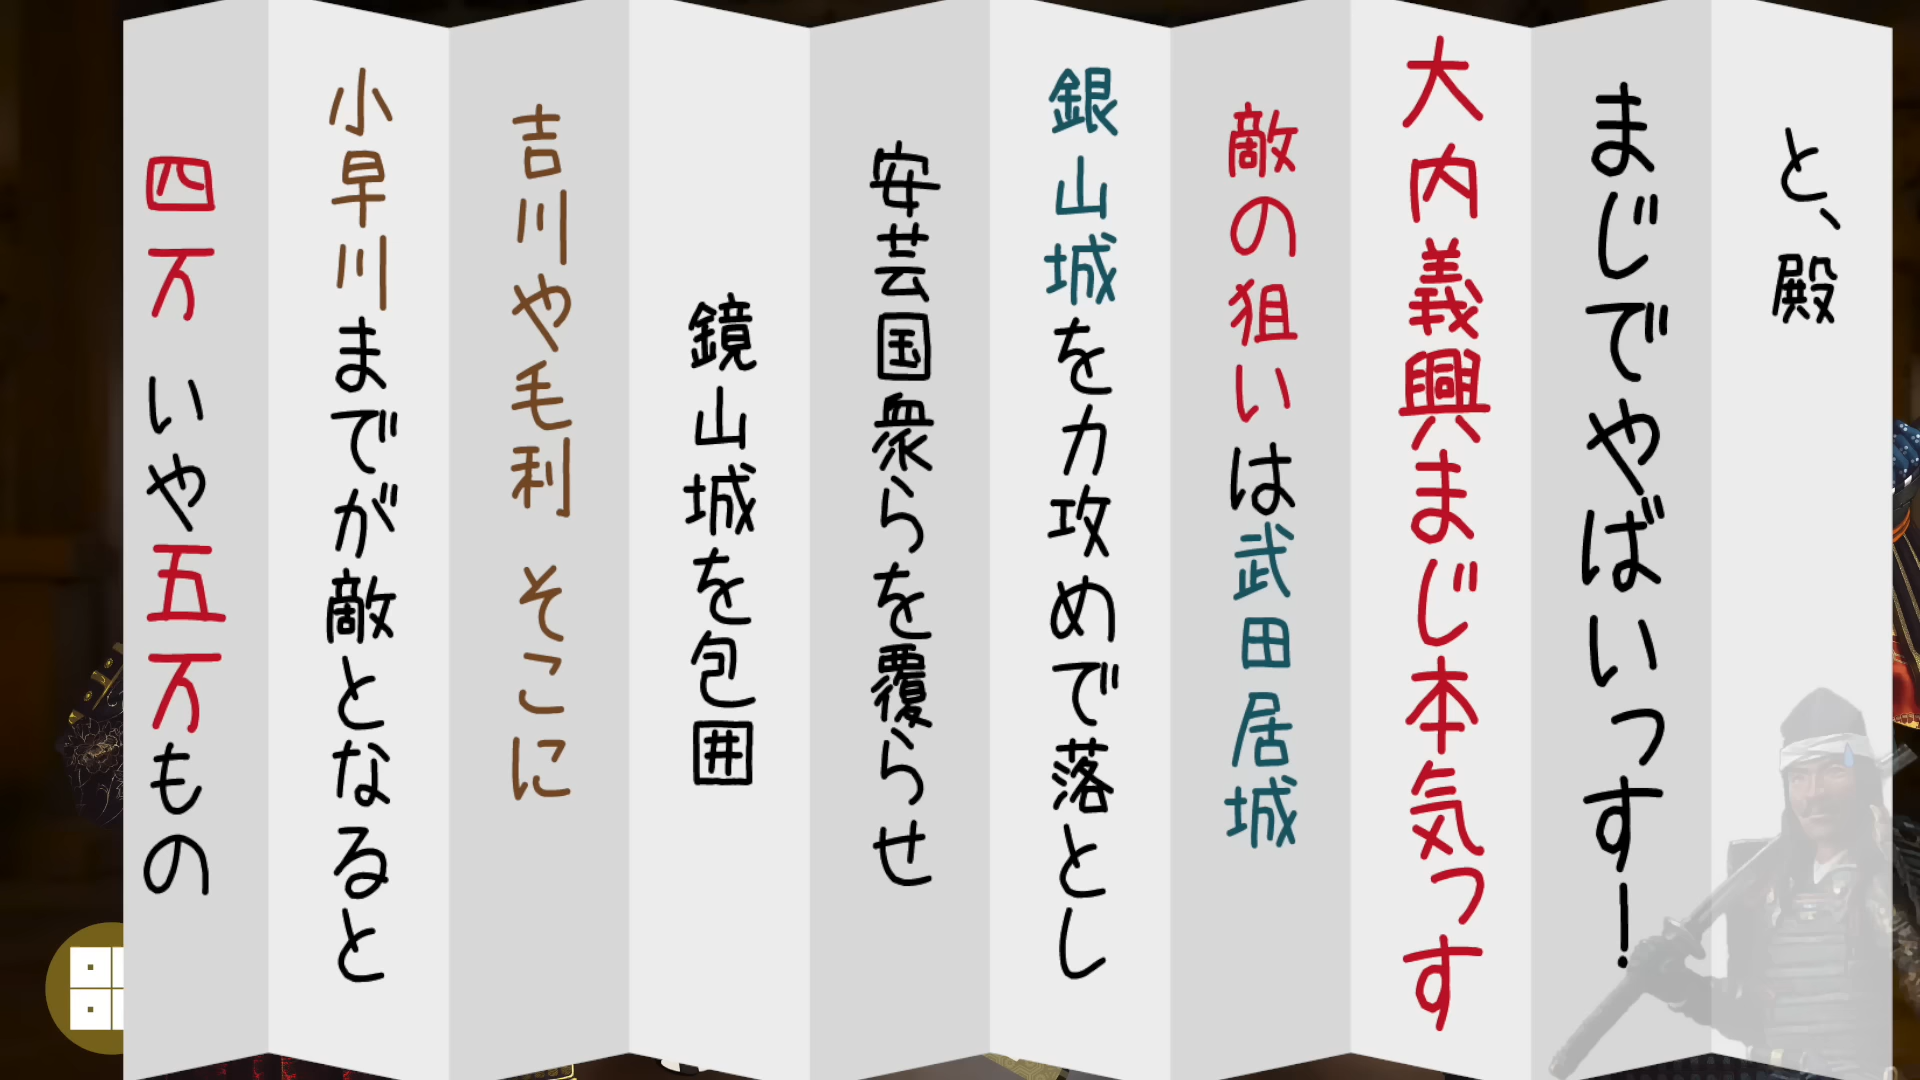 と、殿
まじでやばいっす!
大内義興まじ本気っす
敵の狙いは武田居城
銀山城を力攻めで落とし
安芸国衆らを覆らせ
鏡山城を包囲
吉川や毛利 そこに
小早川までが敵となると
四万 いや五万もの